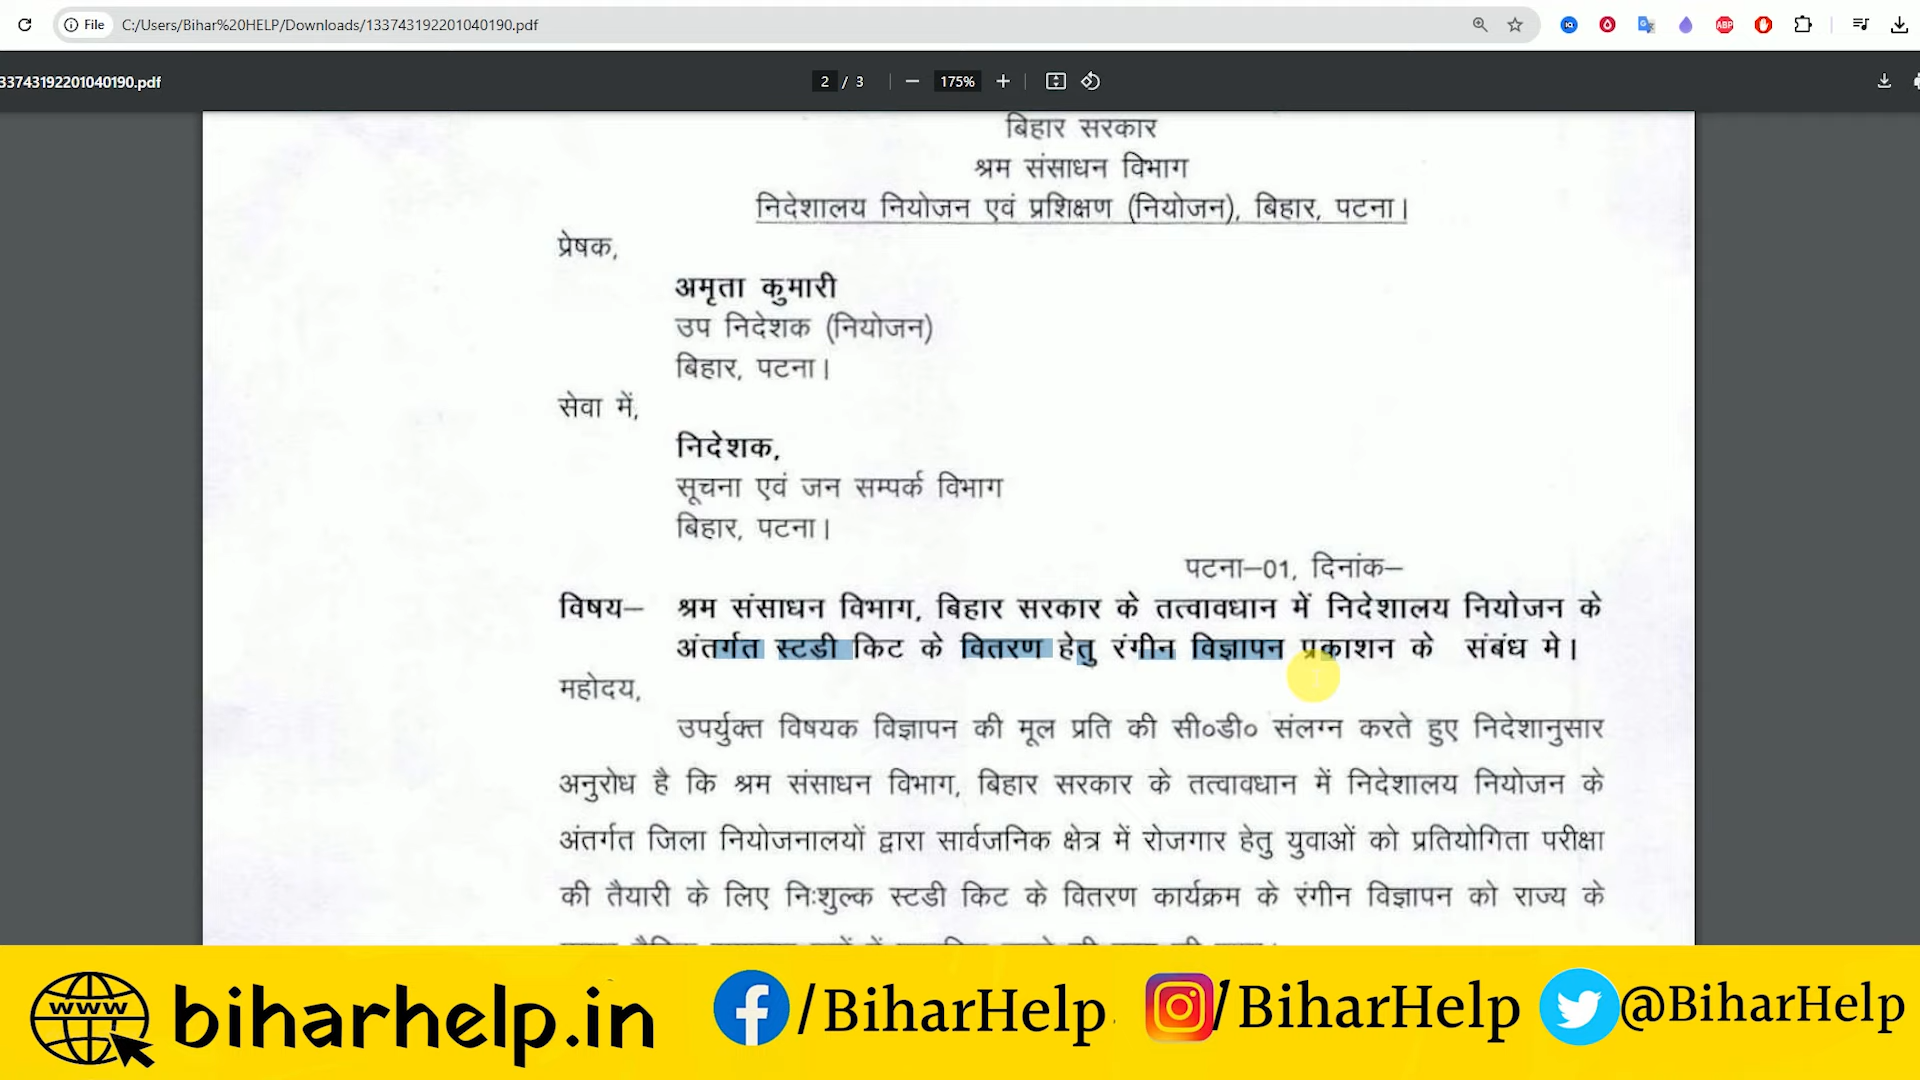 File C:/Users/Bihar%20HELP/Downloads/133743192201040190.pdf
33743192201040190.pdf 2 / 3 175%
बिहार सरकार
श्रम संसाधन विभाग
निदेशालय नियोजन एवं प्रशिक्षण (नियोजन), बिहार, पटना।
प्रेषक,
अमृता कुमारी
उप निदेशक (नियोजन)
बिहार, पटना।
सेवा में,
निदेशक,
सूचना एवं जन सम्पर्क विभाग
बिहार, पटना।
पटना–01, दिनांक–
विषय– श्रम संसाधन विभाग, बिहार सरकार के तत्वावधान में निदेशालय नियोजन के
अंतर्गत स्टडी किट के वितरण हेतु रंगीन विज्ञापन प्रकाशन के संबंध मे।
महोदय,
उपर्युक्त विषयक विज्ञापन की मूल प्रति की सी०डी० संलग्न करते हुए निदेशानुसार
अनुरोध है कि श्रम संसाधन विभाग, बिहार सरकार के तत्वावधान में निदेशालय नियोजन के
अंतर्गत जिला नियोजनालयों द्वारा सार्वजनिक क्षेत्र में रोजगार हेतु युवाओं को प्रतियोगिता परीक्षा
की तैयारी के लिए निःशुल्क स्टडी किट के वितरण कार्यक्रम के रंगीन विज्ञापन को राज्य के
www biharhelp.in /BiharHelp /BiharHelp @BiharHelp